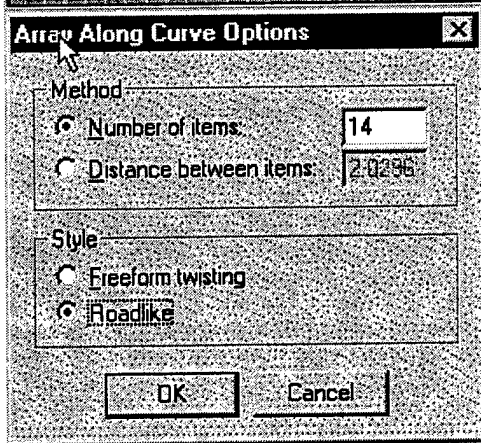 Array Along Curve Options
Method
Number of items: 14
Distance between items: 2.0296
Style
Freeform twisting
Roadlike
OK Cancel